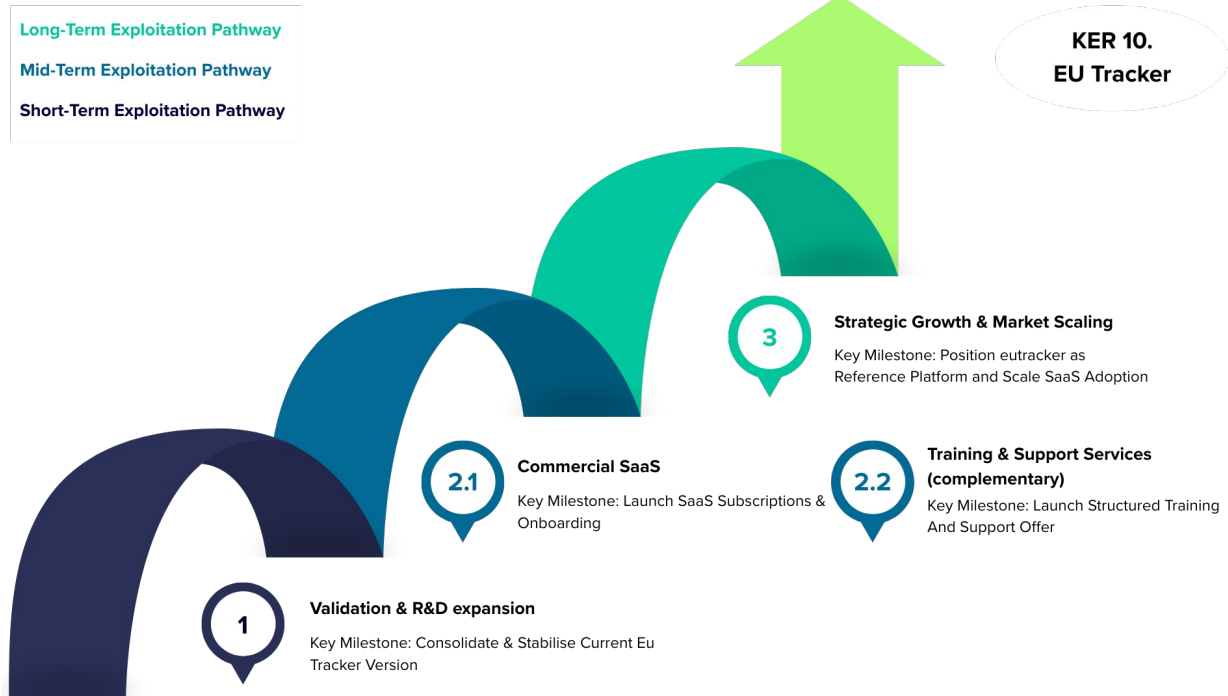 Long-Term Exploitation Pathway
Mid-Term Exploitation Pathway
Short-Term Exploitation Pathway
KER 10.
EU Tracker
3
Strategic Growth & Market Scaling
Key Milestone: Position eutracker as
Reference Platform and Scale SaaS Adoption
2.1
Commercial SaaS
Key Milestone: Launch SaaS Subscriptions &
Onboarding
2.2
Training & Support Services
(complementary)
Key Milestone: Launch Structured Training
And Support Offer
1
Validation & R&D expansion
Key Milestone: Consolidate & Stabilise Current Eu
Tracker Version